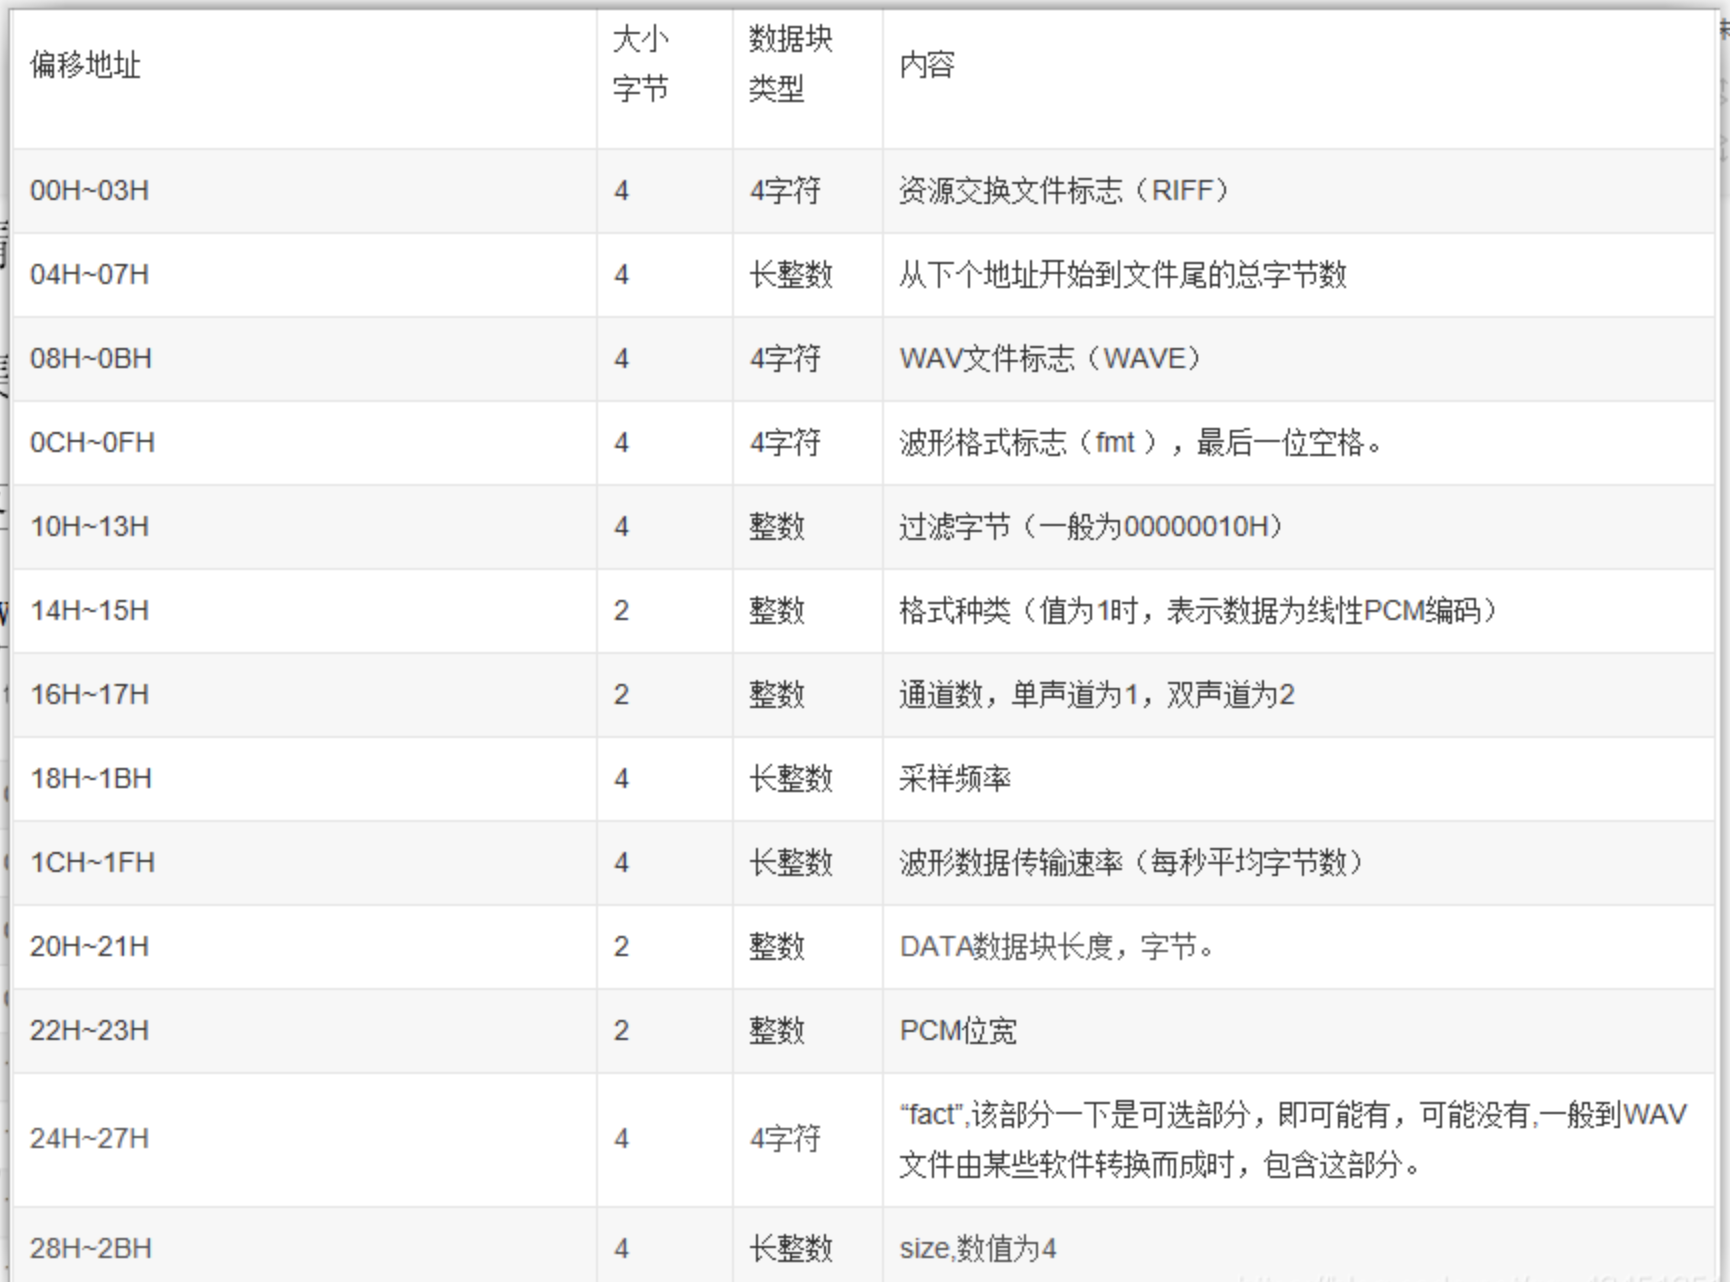 偏移地址 大小 字节 数据块 类型 内容
00H~03H 4 4字符 资源交换文件标志（RIFF）
04H~07H 4 长整数 从下个地址开始到文件尾的总字节数
08H~0BH 4 4字符 WAV文件标志（WAVE）
0CH~0FH 4 4字符 波形格式标志（fmt ），最后一位空格。
10H~13H 4 整数 过滤字节（一般为00000010H）
14H~15H 2 整数 格式种类（值为1时，表示数据为线性PCM编码）
16H~17H 2 整数 通道数，单声道为1，双声道为2
18H~1BH 4 长整数 采样频率
1CH~1FH 4 长整数 波形数据传输速率（每秒平均字节数）
20H~21H 2 整数 DATA数据块长度，字节。
22H~23H 2 整数 PCM位宽
24H~27H 4 4字符 “fact”,该部分一下是可选部分，即可能有，可能没有,一般到WAV
文件由某些软件转换而成时，包含这部分。
28H~2BH 4 长整数 size,数值为4